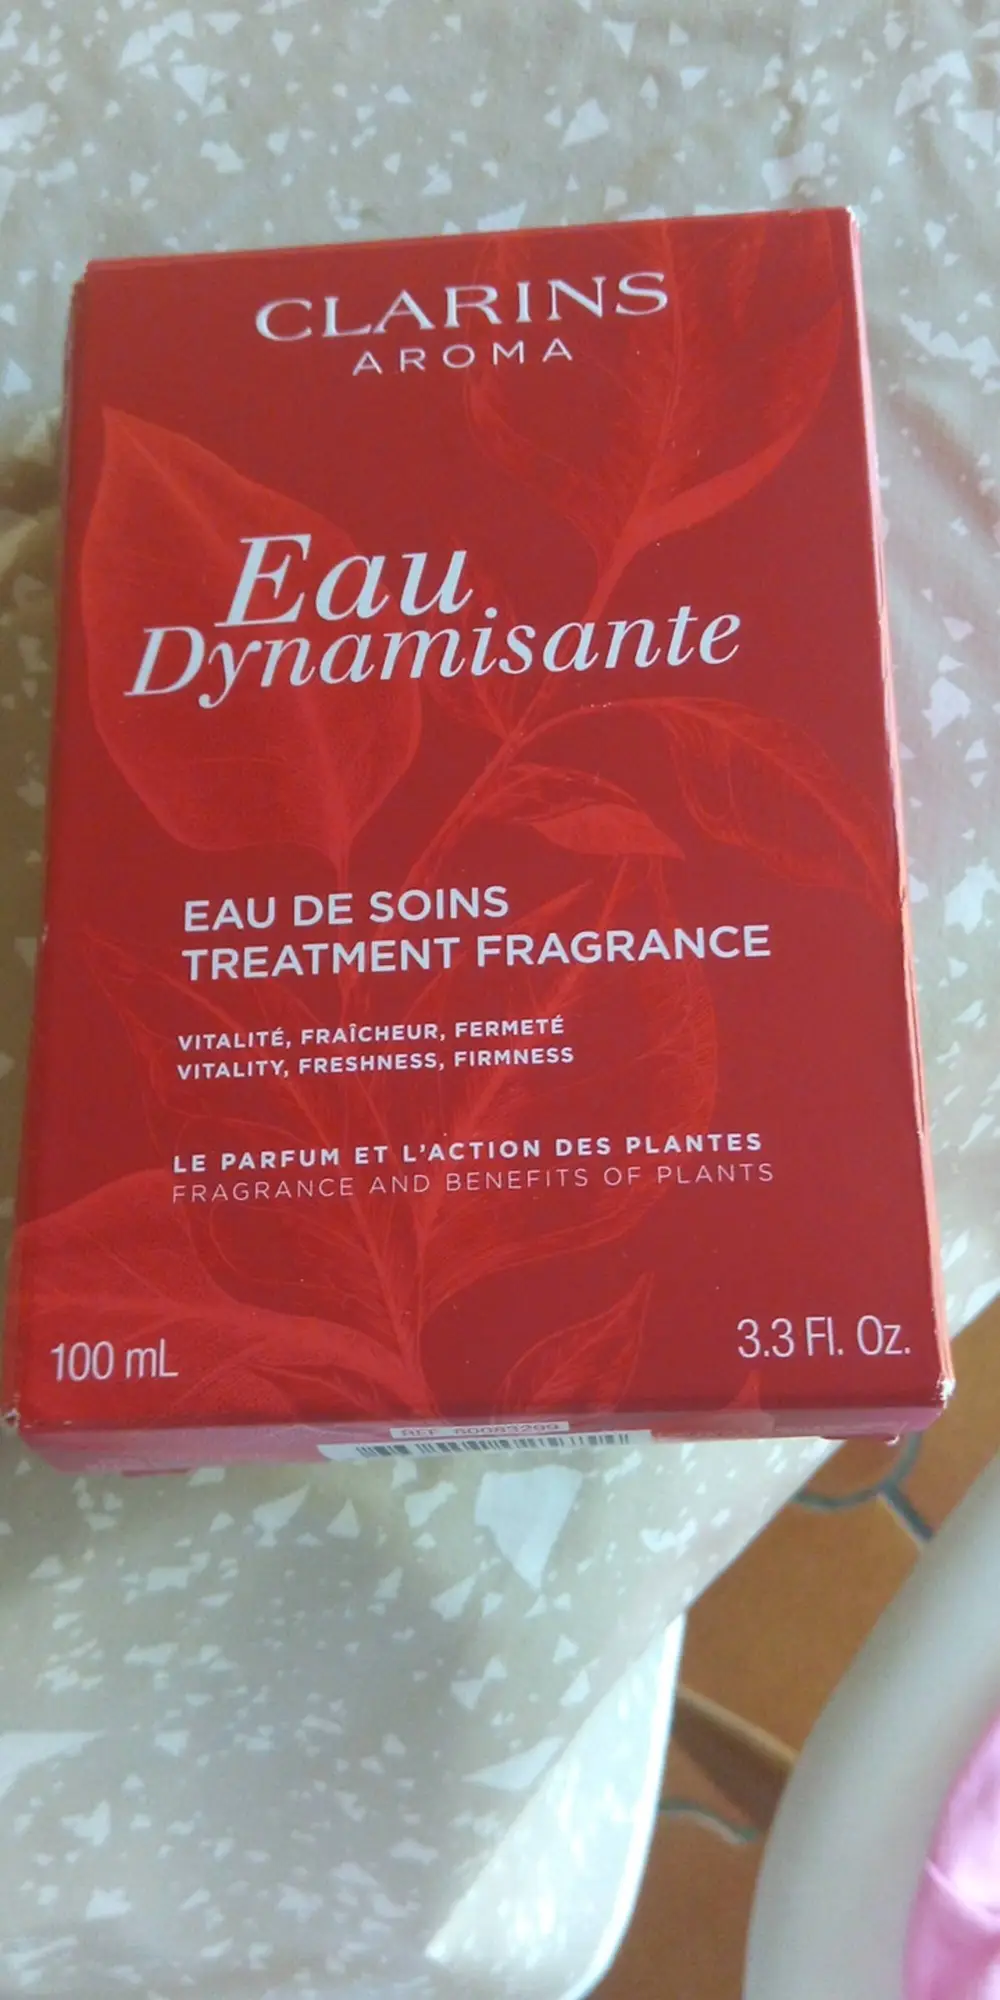 CLARINS
AROMA
Eau
Dynamisante
EAU DE SOINS
TREATMENT FRAGRANCE
VITALITÉ, FRAÎCHEUR, FERMETÉ
VITALITY, FRESHNESS, FIRMNESS
LE PARFUM ET L'ACTION DES PLANTES
FRAGRANCE AND BENEFITS OF PLANTS
100 mL
3.3 Fl. Oz.
REF